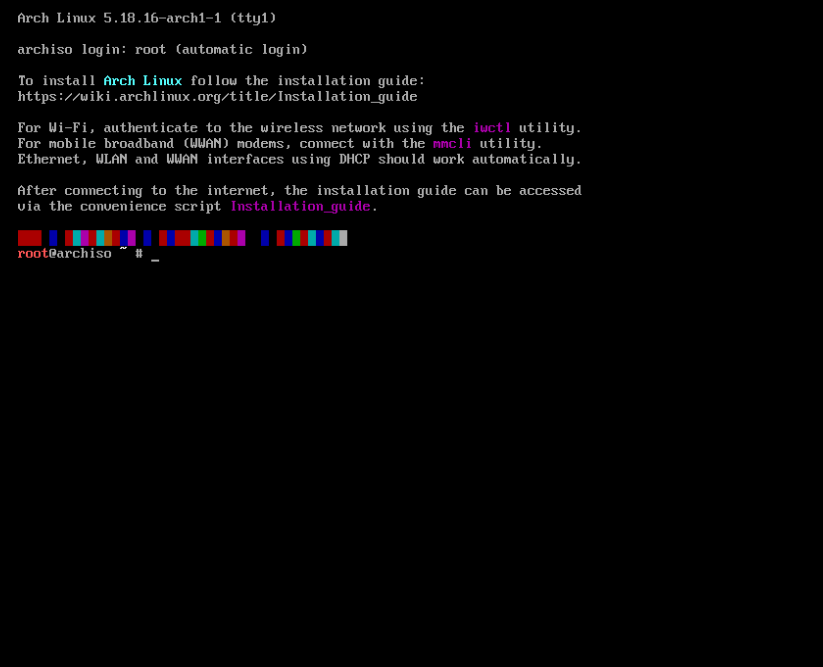 Arch Linux 5.18.16-arch1-1 (tty1)
archiso login: root (automatic login)
To install Arch Linux follow the installation guide:
https://wiki.archlinux.org/title/Installation_guide
For Wi-Fi, authenticate to the wireless network using the iwctl utility.
For mobile broadband (WWAN) modems, connect with the mmcli utility.
Ethernet, WLAN and WWAN interfaces using DHCP should work automatically.
After connecting to the internet, the installation guide can be accessed
via the convenience script Installation_guide.
root@archiso ~ # _